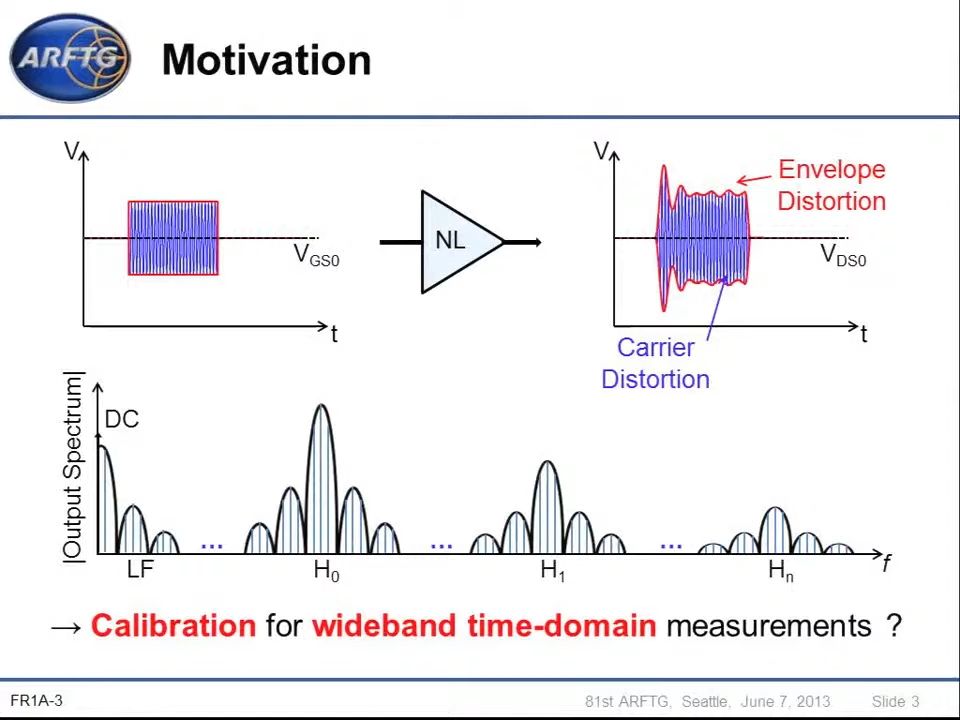 ARFTG
Motivation
V
V_GS0
t
NL
V
Envelope
Distortion
V_DS0
t
Carrier
Distortion
|Output Spectrum|
DC
...
...
...
LF
H_0
H_1
H_n
f
→ Calibration for wideband time-domain measurements ?
FR1A-3
81st ARFTG, Seattle, June 7, 2013
Slide 3